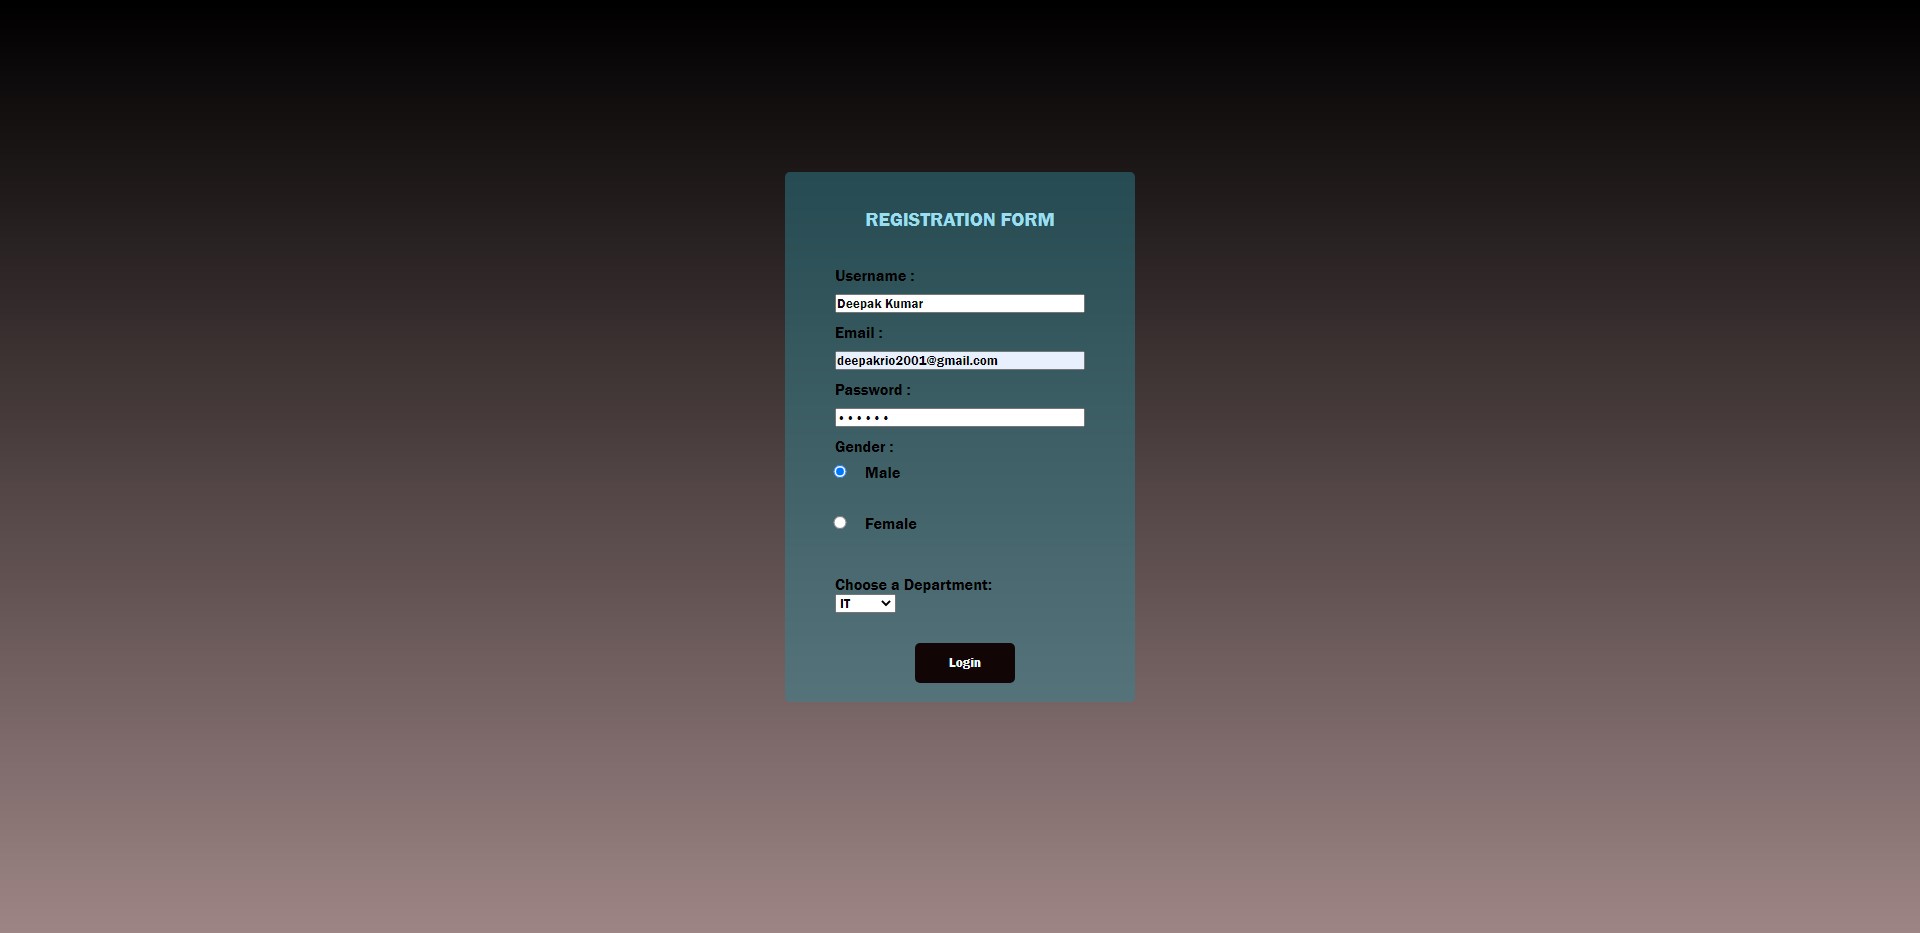 REGISTRATION FORM
Username :
Deepak Kumar
Email :
deepakrio2001@gmail.com
Password :
••••••
Gender :
Male
Female
Choose a Department:
IT
Login